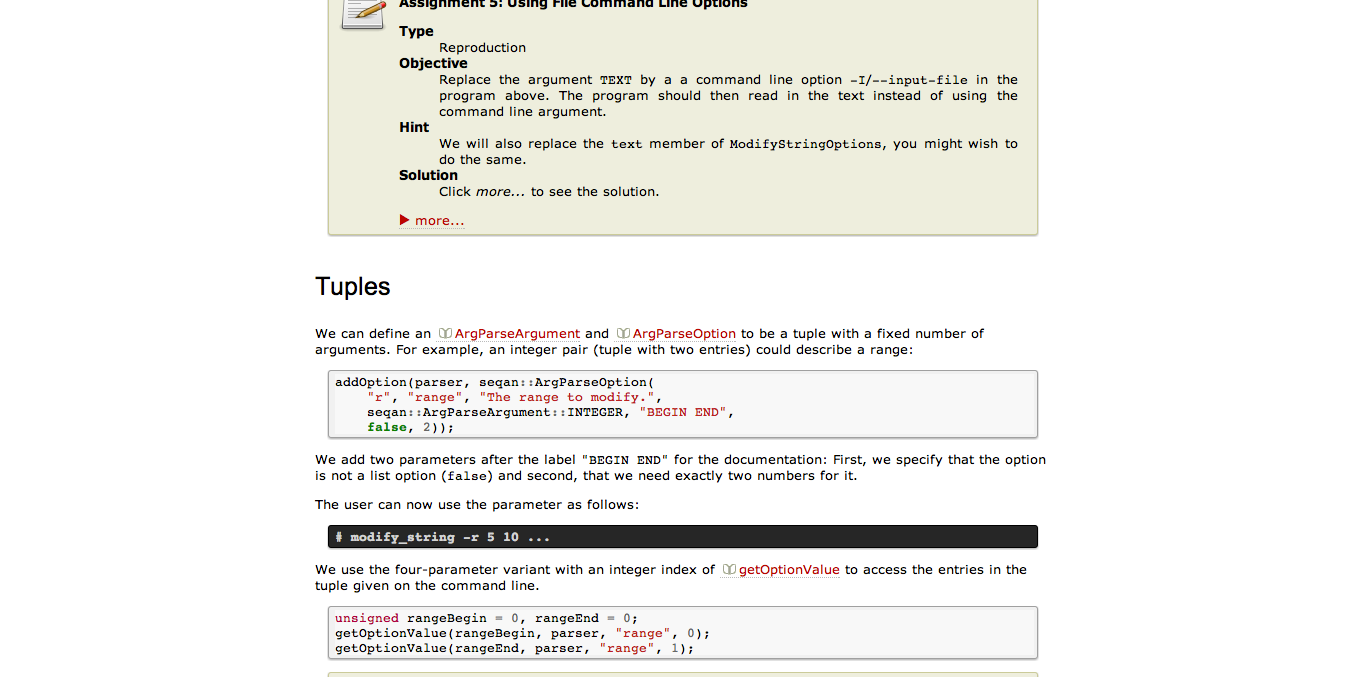 Assignment 5: Using File Command Line Options
Type
Reproduction
Objective
Replace the argument TEXT by a a command line option -I/--input-file in the
program above. The program should then read in the text instead of using the
command line argument.
Hint
We will also replace the text member of ModifyStringOptions, you might wish to
do the same.
Solution
Click more... to see the solution.
more...
Tuples
We can define an ArgParseArgument and ArgParseOption to be a tuple with a fixed number of
arguments. For example, an integer pair (tuple with two entries) could describe a range:
addOption(parser, seqan::ArgParseOption(
"r", "range", "The range to modify.",
seqan::ArgParseArgument::INTEGER, "BEGIN END",
false, 2));
We add two parameters after the label "BEGIN END" for the documentation: First, we specify that the option
is not a list option (false) and second, that we need exactly two numbers for it.
The user can now use the parameter as follows:
# modify_string -r 5 10 ...
We use the four-parameter variant with an integer index of getOptionValue to access the entries in the
tuple given on the command line.
unsigned rangeBegin = 0, rangeEnd = 0;
getOptionValue(rangeBegin, parser, "range", 0);
getOptionValue(rangeEnd, parser, "range", 1);